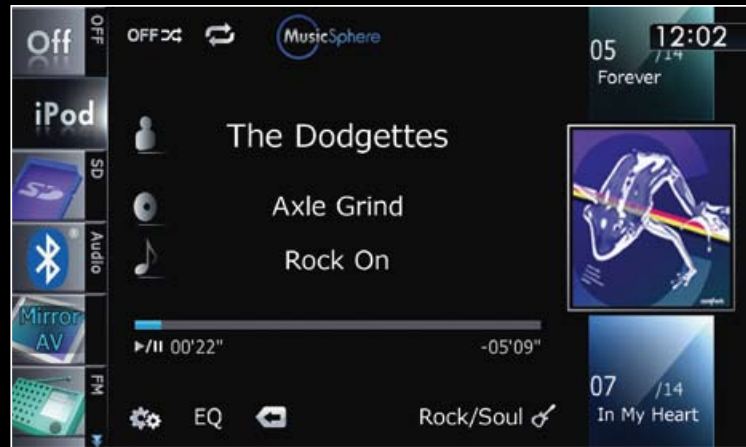 Off
OFF
iPod
SD
SD
Audio
Mirror AV
FM
OFF
MusicSphere
The Dodgettes
Axle Grind
Rock On
00'22"
-05'09"
EQ
Rock/Soul
12:02
05 /14
Forever
07 /14
In My Heart